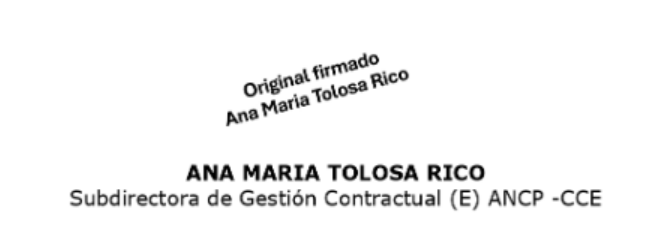 Original firmado
Ana Maria Tolosa Rico
ANA MARIA TOLOSA RICO
Subdirectora de Gestión Contractual (E) ANCP -CCE